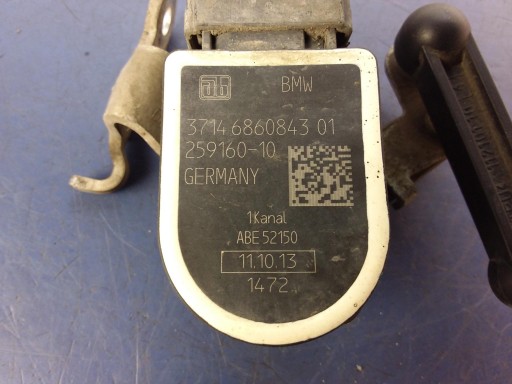 BMW
3714 6860843 01
259160-10
GERMANY
1Kanal
ABE 52150
11.10.13
1472